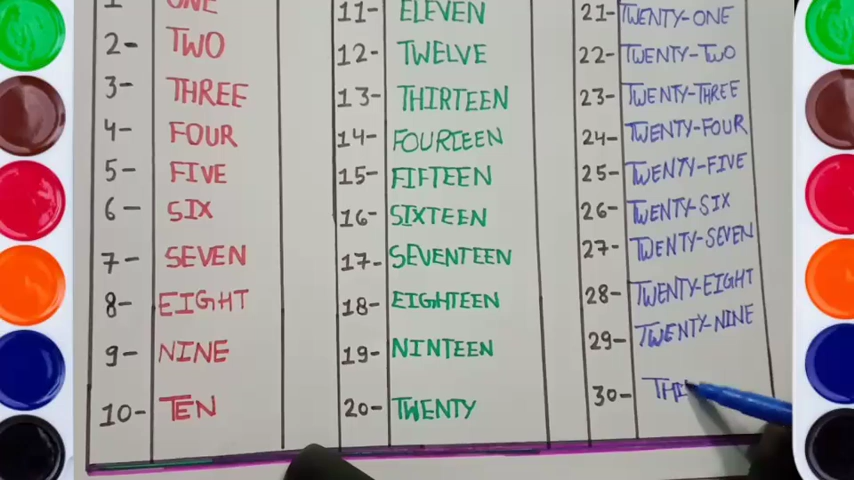 1- ONE
2- TWO
3- THREE
4- FOUR
5- FIVE
6- SIX
7- SEVEN
8- EIGHT
9- NINE
10- TEN
11- ELEVEN
12- TWELVE
13- THIRTEEN
14- FOURTEEN
15- FIFTEEN
16- SIXTEEN
17- SEVENTEEN
18- EIGHTEEN
19- NINTEEN
20- TWENTY
21- TWENTY-ONE
22- TWENTY-TWO
23- TWENTY-THREE
24- TWENTY-FOUR
25- TWENTY-FIVE
26- TWENTY-SIX
27- TWENTY-SEVEN
28- TWENTY-EIGHT
29- TWENTY-NINE
30- THI